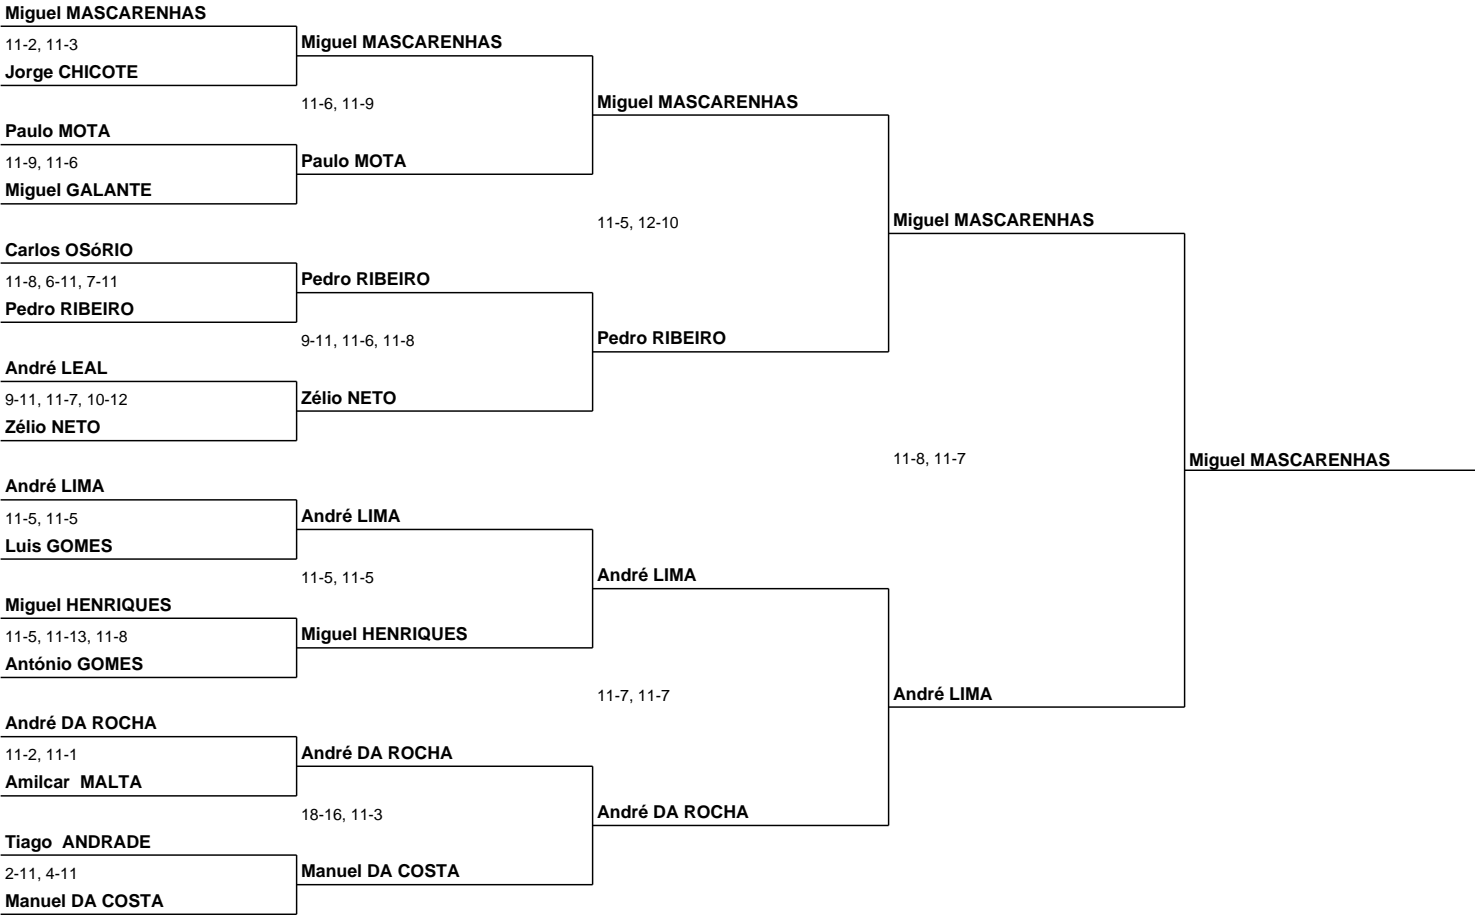 Miguel MASCARENHAS
11-2, 11-3
Jorge CHICOTE
Paulo MOTA
11-9, 11-6
Miguel GALANTE
Carlos OSóRIO
11-8, 6-11, 7-11
Pedro RIBEIRO
André LEAL
9-11, 11-7, 10-12
Zélio NETO
André LIMA
11-5, 11-5
Luis GOMES
Miguel HENRIQUES
11-5, 11-13, 11-8
António GOMES
André DA ROCHA
11-2, 11-1
Amilcar  MALTA
Tiago  ANDRADE
2-11, 4-11
Manuel DA COSTA
Miguel MASCARENHAS
11-6, 11-9
Paulo MOTA
Pedro RIBEIRO
9-11, 11-6, 11-8
Zélio NETO
André LIMA
11-5, 11-5
Miguel HENRIQUES
André DA ROCHA
18-16, 11-3
Manuel DA COSTA
Miguel MASCARENHAS
11-5, 12-10
Pedro RIBEIRO
André LIMA
11-7, 11-7
André DA ROCHA
Miguel MASCARENHAS
11-8, 11-7
André LIMA
Miguel MASCARENHAS